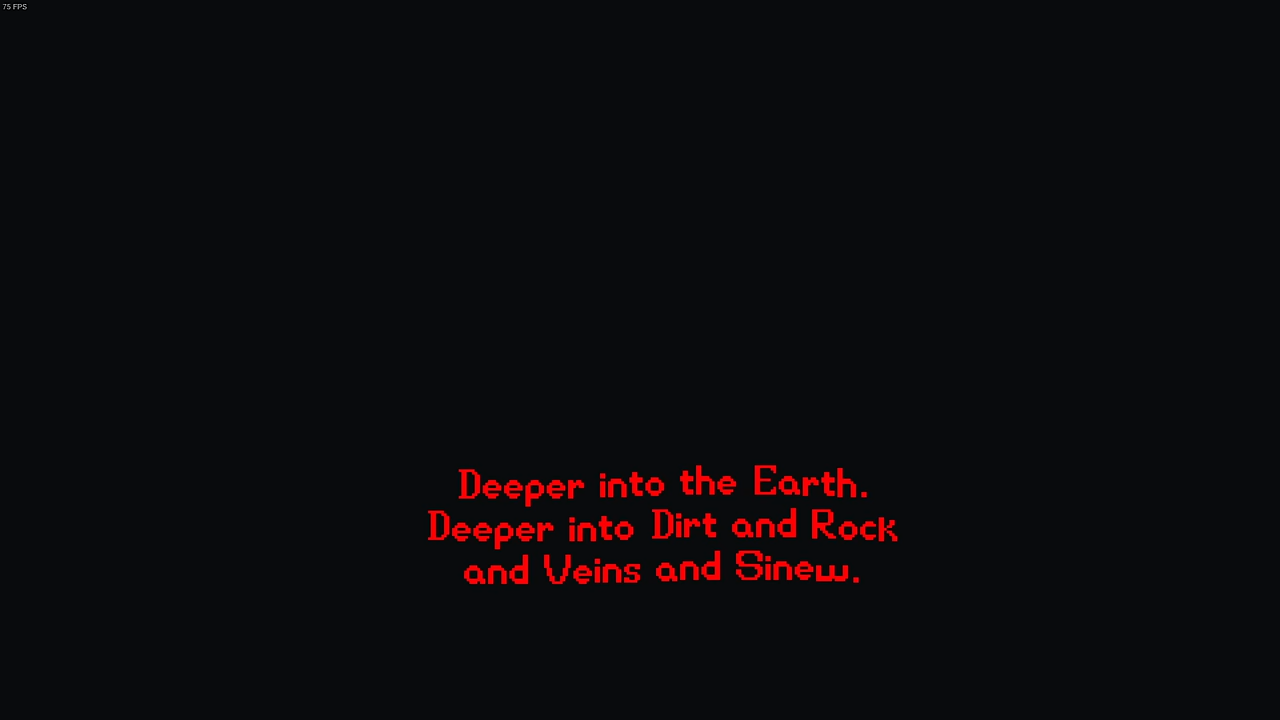 75 FPS
Deeper into the Earth.
Deeper into Dirt and Rock
and Veins and Sinew.